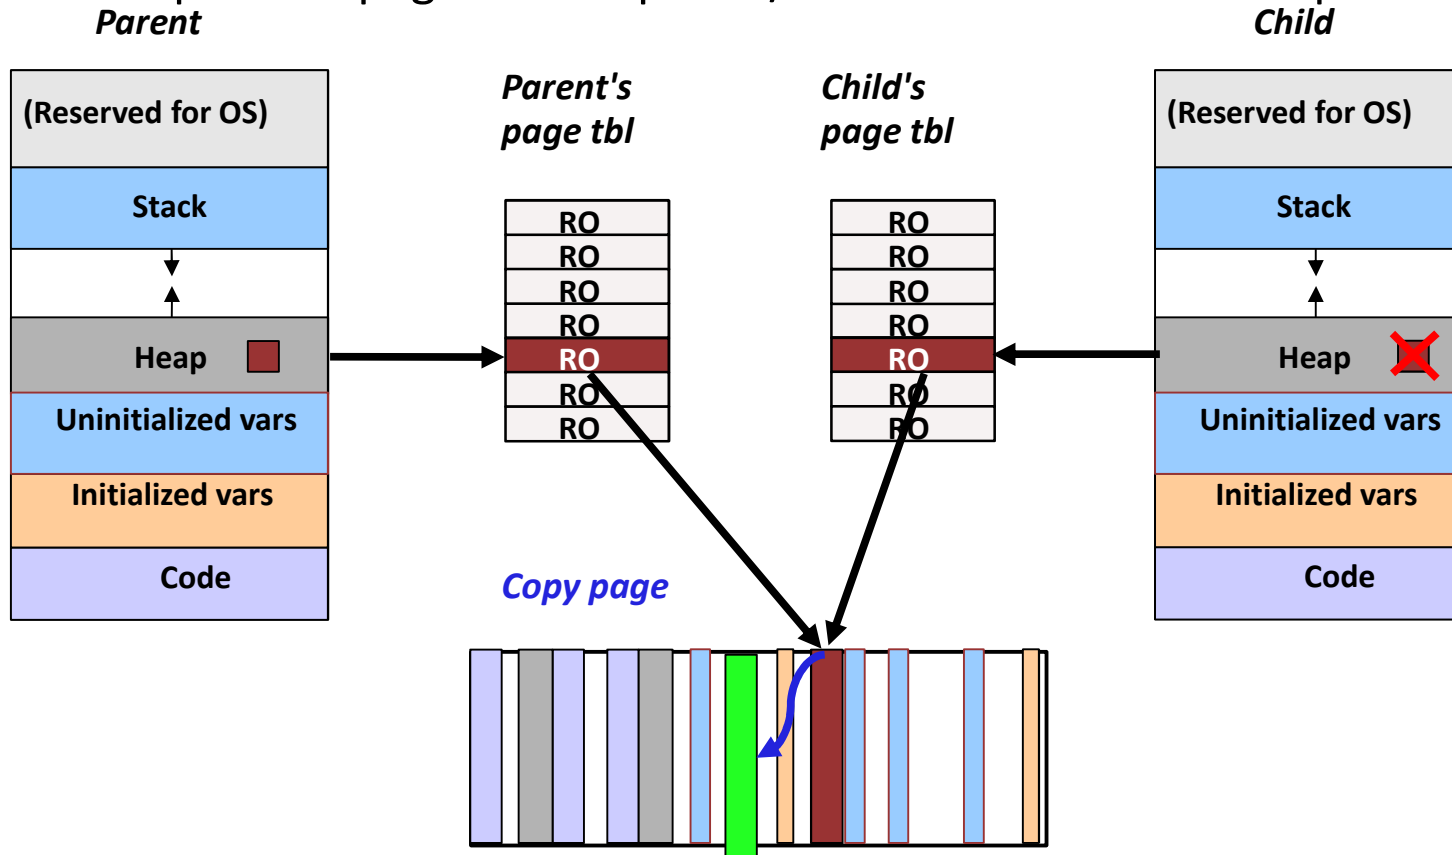 Parent
Child
Parent's
page tbl
Child's
page tbl
(Reserved for OS)
Stack
Heap
Uninitialized vars
Initialized vars
Code
RO
RO
RO
RO
RO
RO
RO
RO
RO
RO
RO
RO
RO
RO
(Reserved for OS)
Stack
Heap
Uninitialized vars
Initialized vars
Code
Copy page